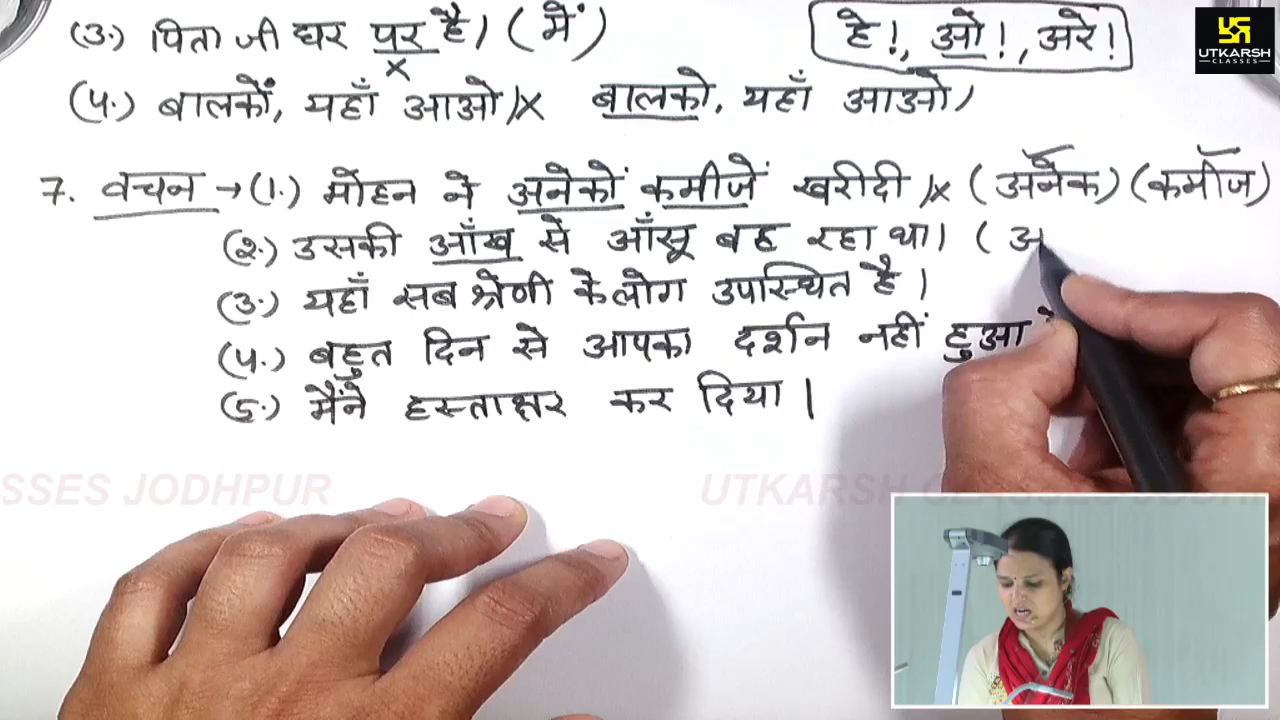 (3.) पिता जी घर पर है। (में)
×
हे!, ओ!, अरे!
UTKARSH
CLASSES
(4.) बालकों, यहाँ आओ। × बालको, यहाँ आओ।
7. वचन → (1.) मोहन ने अनेकों कमीजें खरीदी। × (अनेक) (कमीज)
(2.) उसकी आँख से आँसू बह रहा था। ( अ
(3.) यहाँ सब श्रेणी के लोग उपस्थित है।
(4.) बहुत दिन से आपका दर्शन नहीं हुआ
(5.) मैंने हस्ताक्षर कर दिया।
SSES JODHPUR UTKARSH